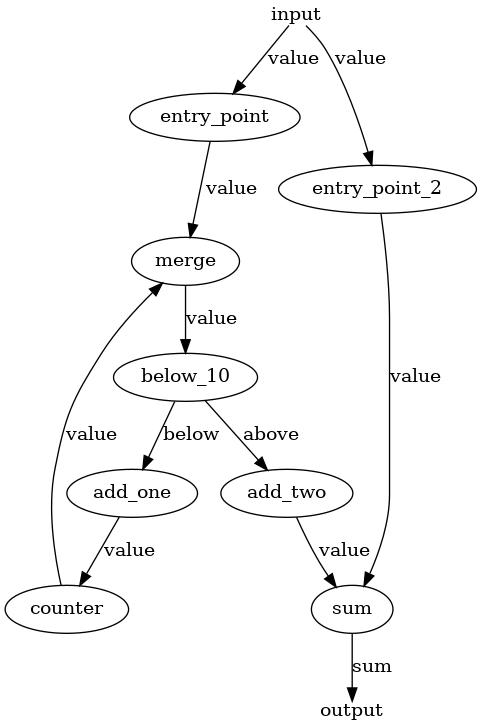 input
value
value
entry_point
value
entry_point_2
merge
value
below_10
value
value
below
above
add_one
add_two
value
value
counter
sum
sum
output